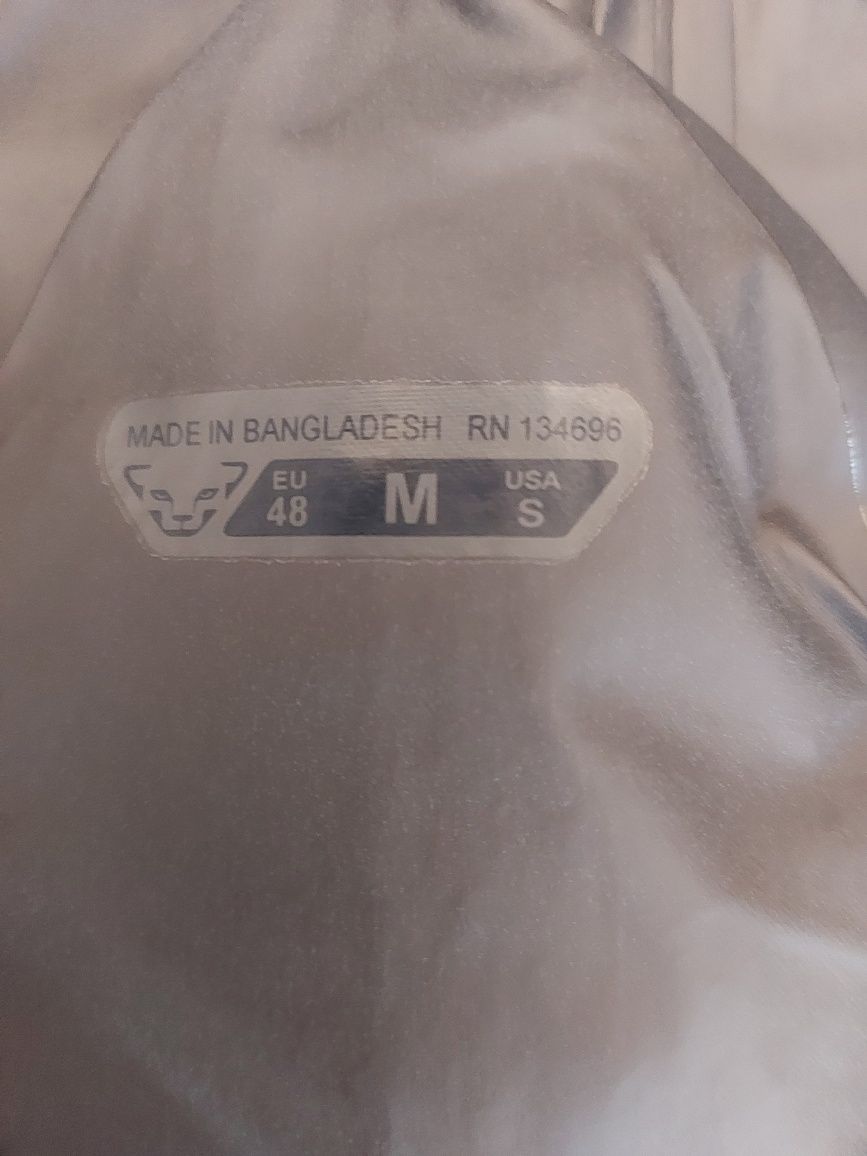 MADE IN BANGLADESH RN 134696
EU M USA
48 S